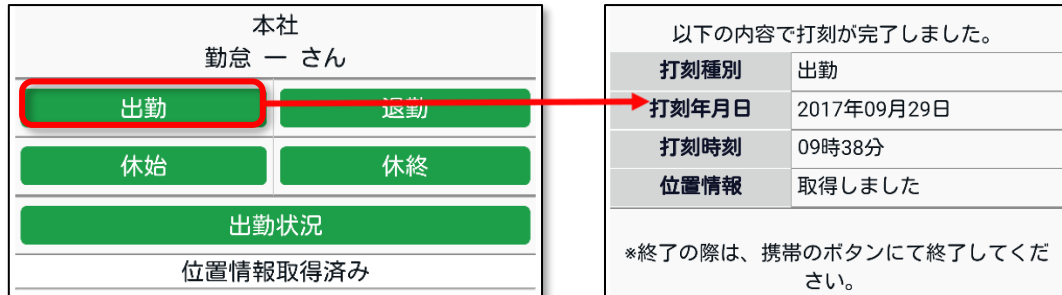 本社
勤怠 一 さん
出勤
退勤
休始
休終
出勤状況
位置情報取得済み
以下の内容で打刻が完了しました。
打刻種別 出勤
打刻年月日 2017年09月29日
打刻時刻 09時38分
位置情報 取得しました
※終了の際は、携帯のボタンにて終了してくだ
さい。